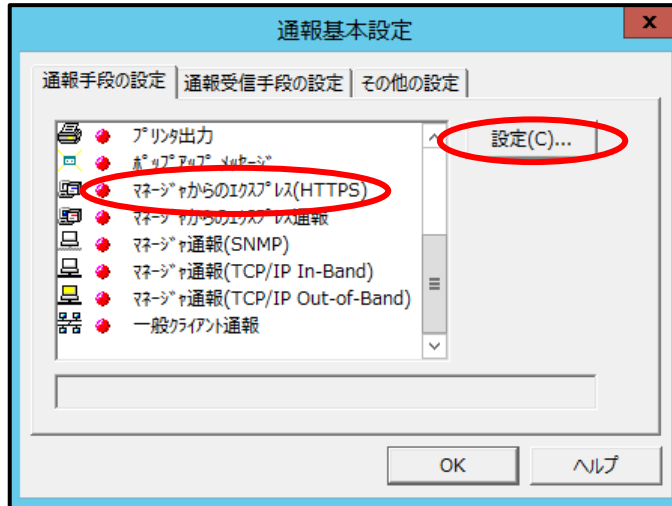 通報基本設定
x
通報手段の設定 通報受信手段の設定 その他の設定
プリンタ出力
ポップアップ メッセージ
マネージャからのエクスプレス(HTTPS)
マネージャからのエクスプレス通報
マネージャ通報(SNMP)
マネージャ通報(TCP/IP In-Band)
マネージャ通報(TCP/IP Out-of-Band)
一般クライアント通報
設定(C)...
OK ヘルプ